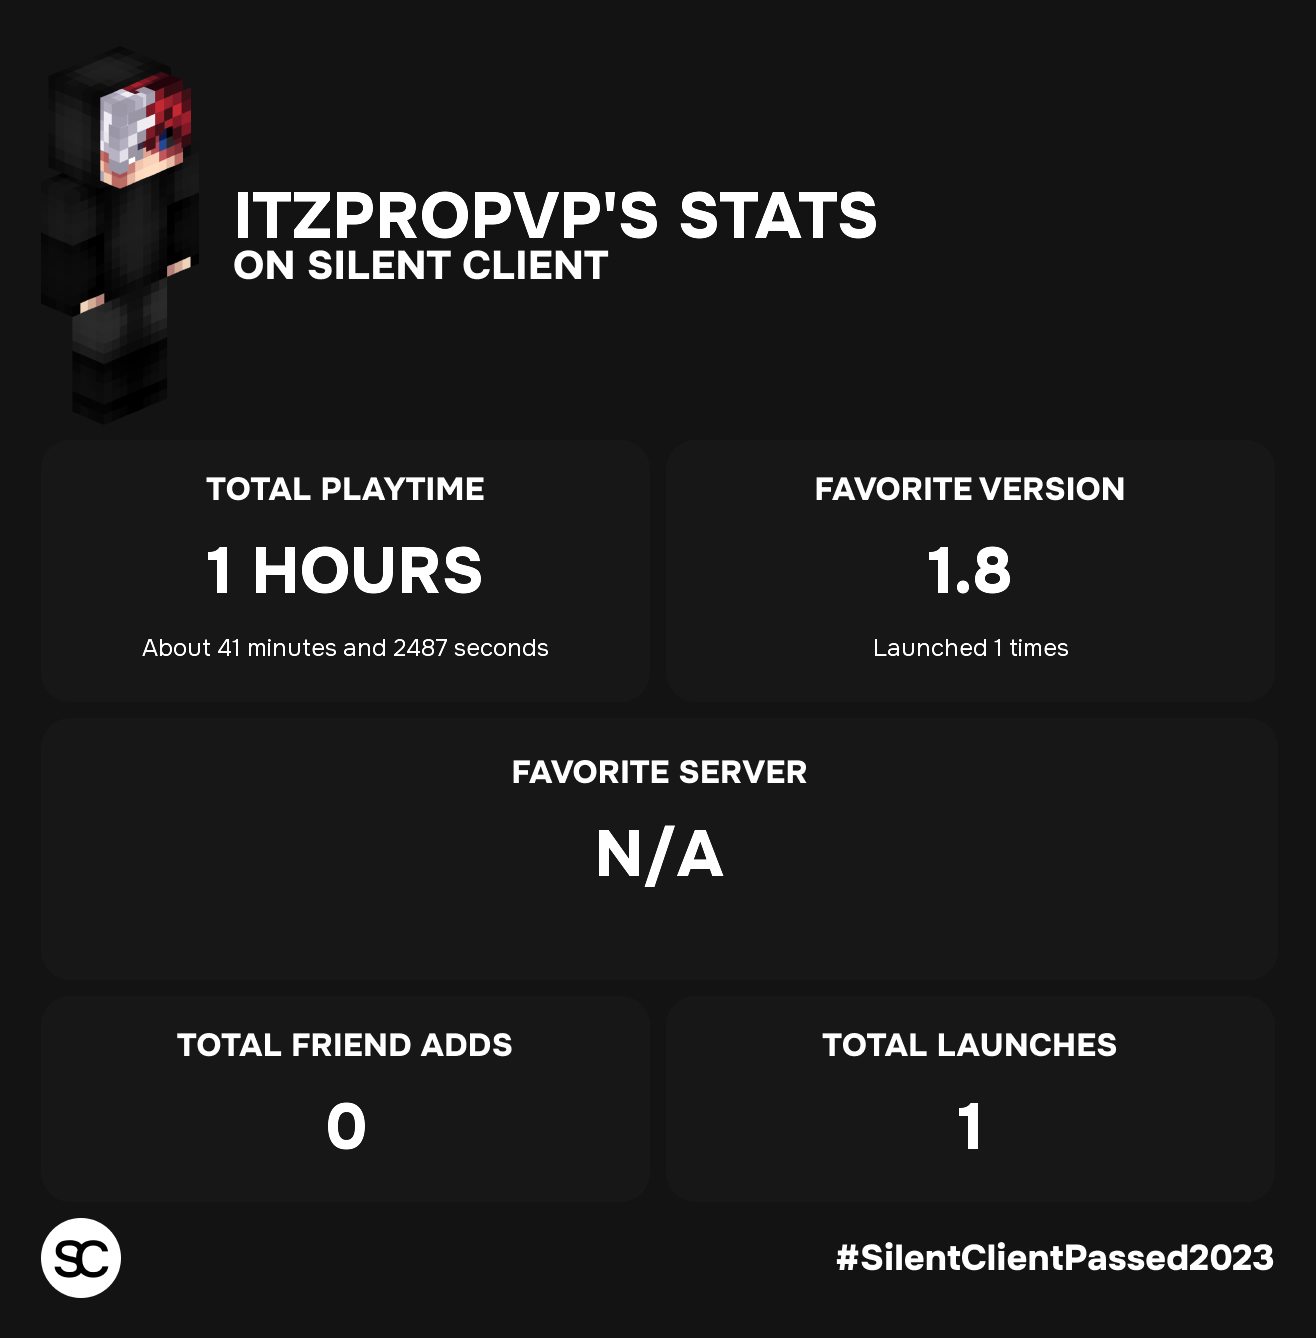 ITZPROPVP'S STATS
ON SILENT CLIENT
TOTAL PLAYTIME
1 HOURS
About 41 minutes and 2487 seconds
FAVORITE VERSION
1.8
Launched 1 times
FAVORITE SERVER
N/A
TOTAL FRIEND ADDS
0
TOTAL LAUNCHES
1
SC
#SilentClientPassed2023